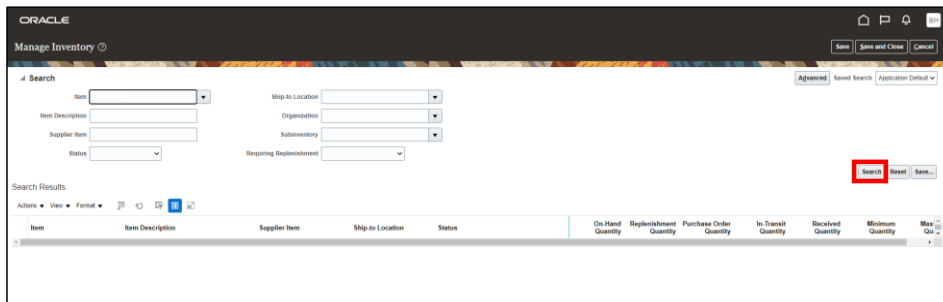 ORACLE
BH
Manage Inventory
Save Save and Close Cancel
Search
Advanced Saved Search Application Default
Item
Ship-to Location
Item Description
Organization
Supplier Item
Subinventory
Status
Requiring Replenishment
Search Reset Save...
Search Results
Actions View Format
Item Item Description Supplier Item Ship-to Location Status On-Hand Quantity Replenishment Quantity Purchase Order Quantity In-Transit Quantity Received Quantity Minimum Quantity Maxi Qu